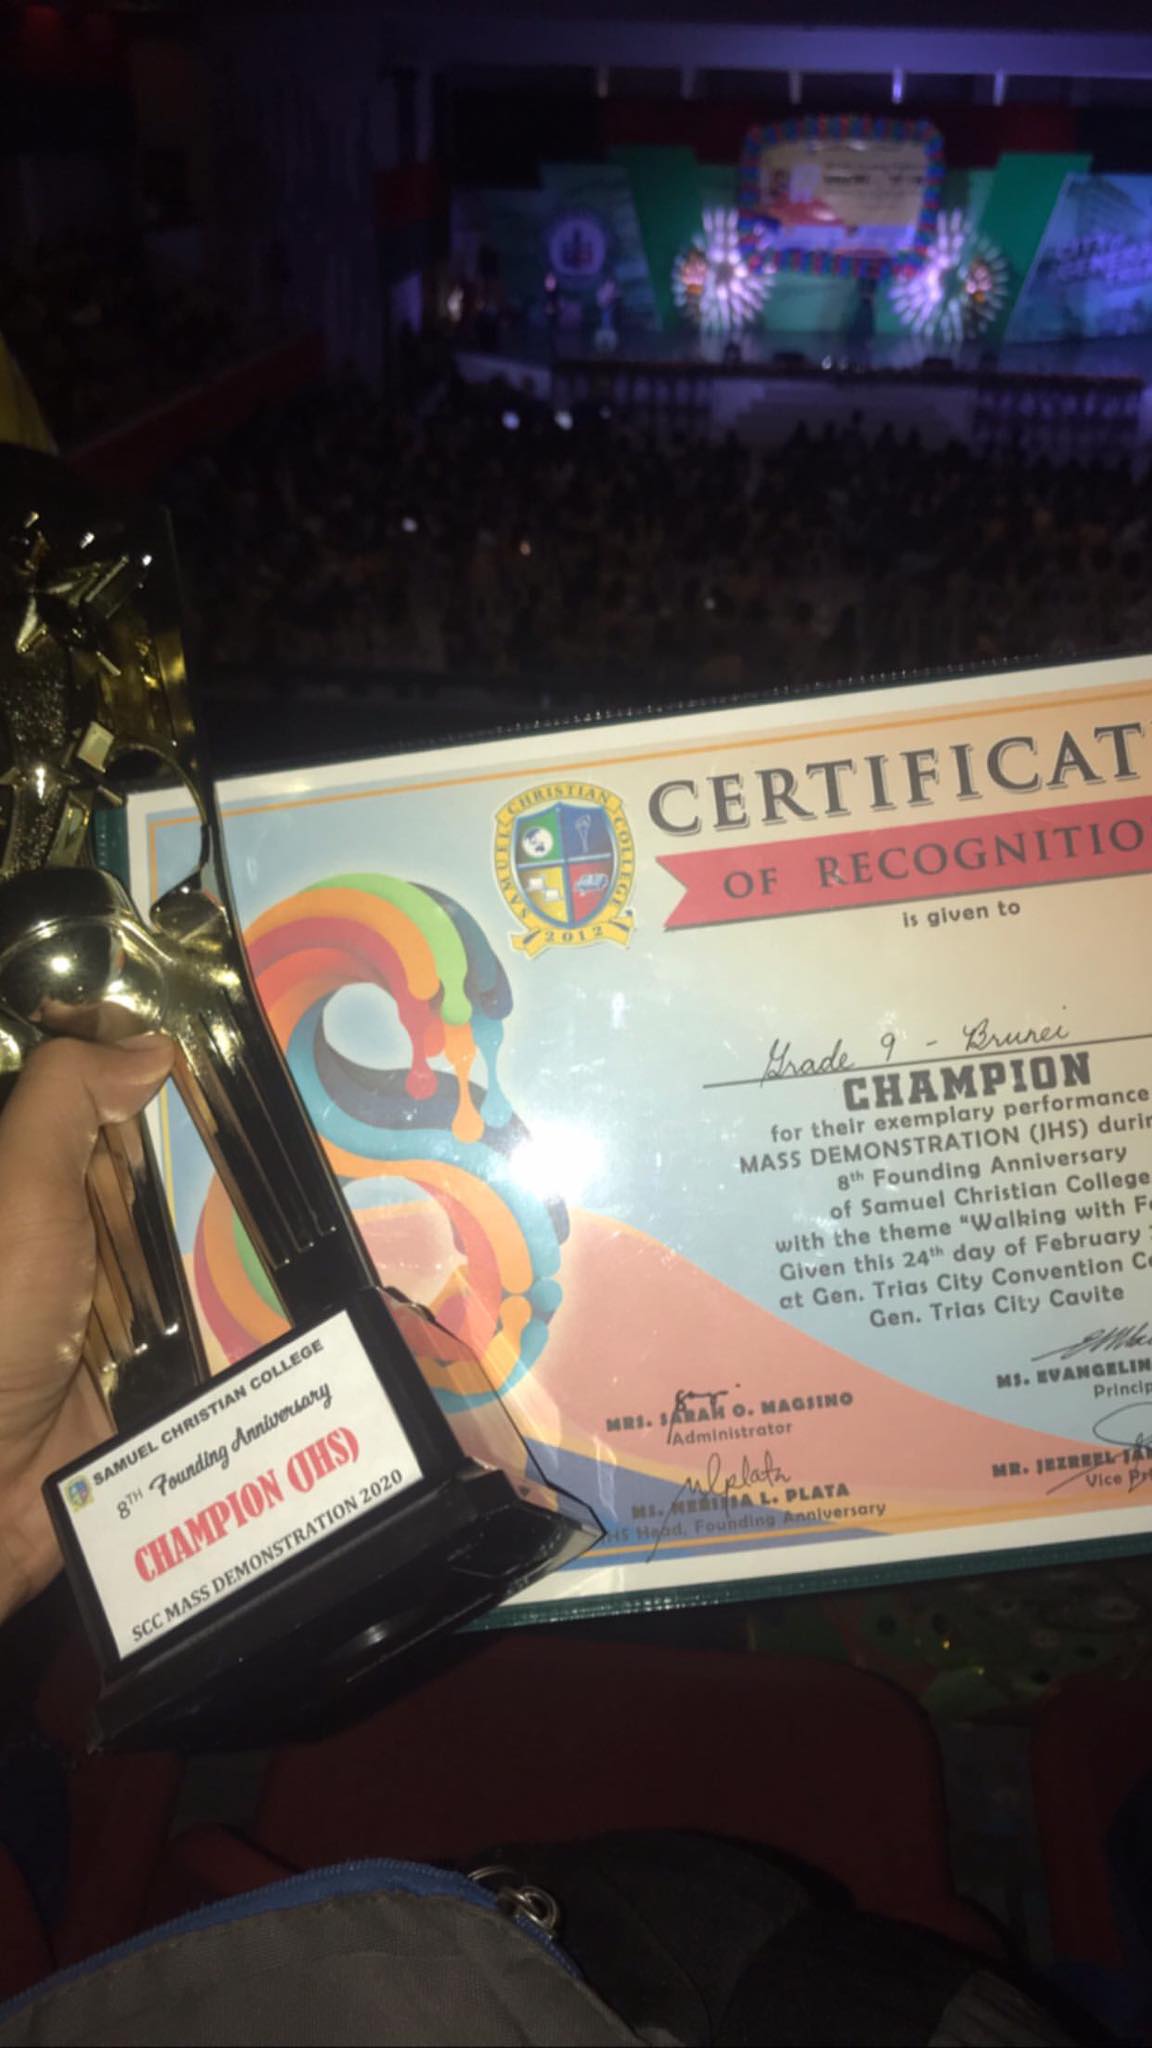 CERTIFICAT
OF RECOGNITIO
is given to
SAMUEL CHRISTIAN COLLEGE
2012
Grade 9 - Brunei
CHAMPION
for their exemplary performance
MASS DEMONSTRATION (JHS) durin
8th Founding Anniversary
of Samuel Christian College
with the theme "Walking with F
Given this 24th day of February
at Gen. Trias City Convention Ce
Gen. Trias City Cavite
MS. EVANGELIN
Princip
MRS. SARAH O. MAGSINO
Administrator
MR. JEZREEL
Vice Pr
MS. NERISSA L. PLATA
HS Head, Founding Anniversary
SAMUEL CHRISTIAN COLLEGE
8TH Founding Anniversary
CHAMPION (JHS)
SCC MASS DEMONSTRATION 2020